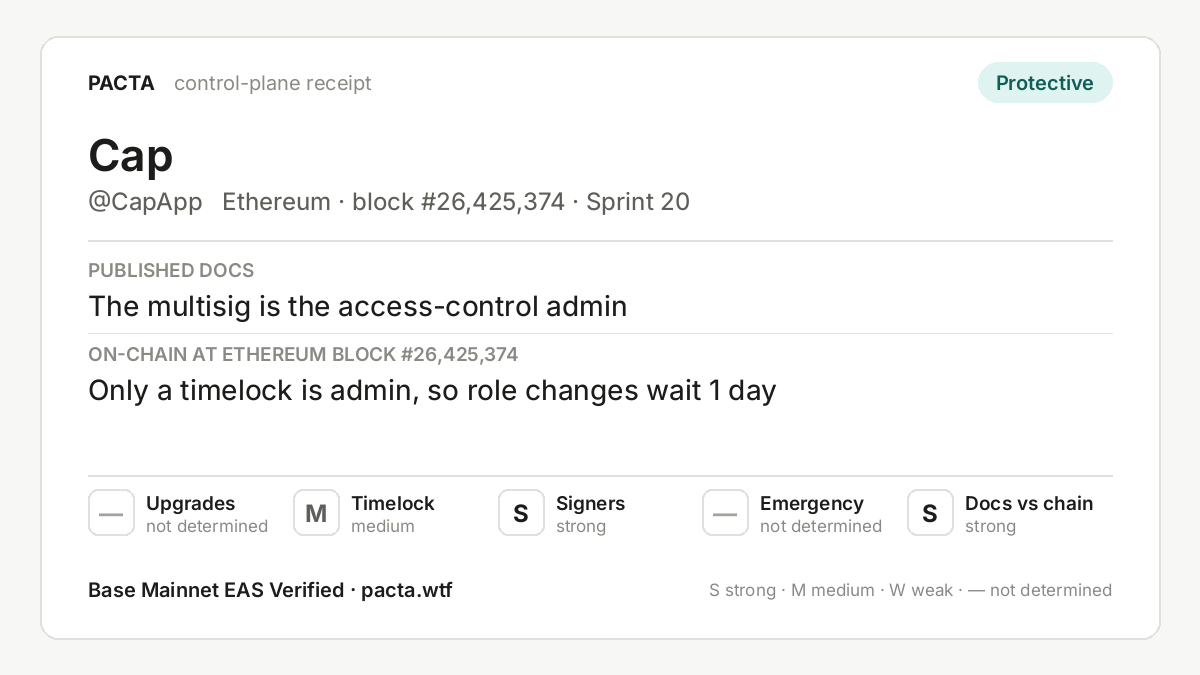 PACTA control-plane receipt Protective
Cap
@CapApp Ethereum · block #26,425,374 · Sprint 20
PUBLISHED DOCS
The multisig is the access-control admin
ON-CHAIN AT ETHEREUM BLOCK #26,425,374
Only a timelock is admin, so role changes wait 1 day
— Upgrades
not determined
M Timelock
medium
S Signers
strong
— Emergency
not determined
S Docs vs chain
strong
Base Mainnet EAS Verified · pacta.wtf
S strong · M medium · W weak · — not determined